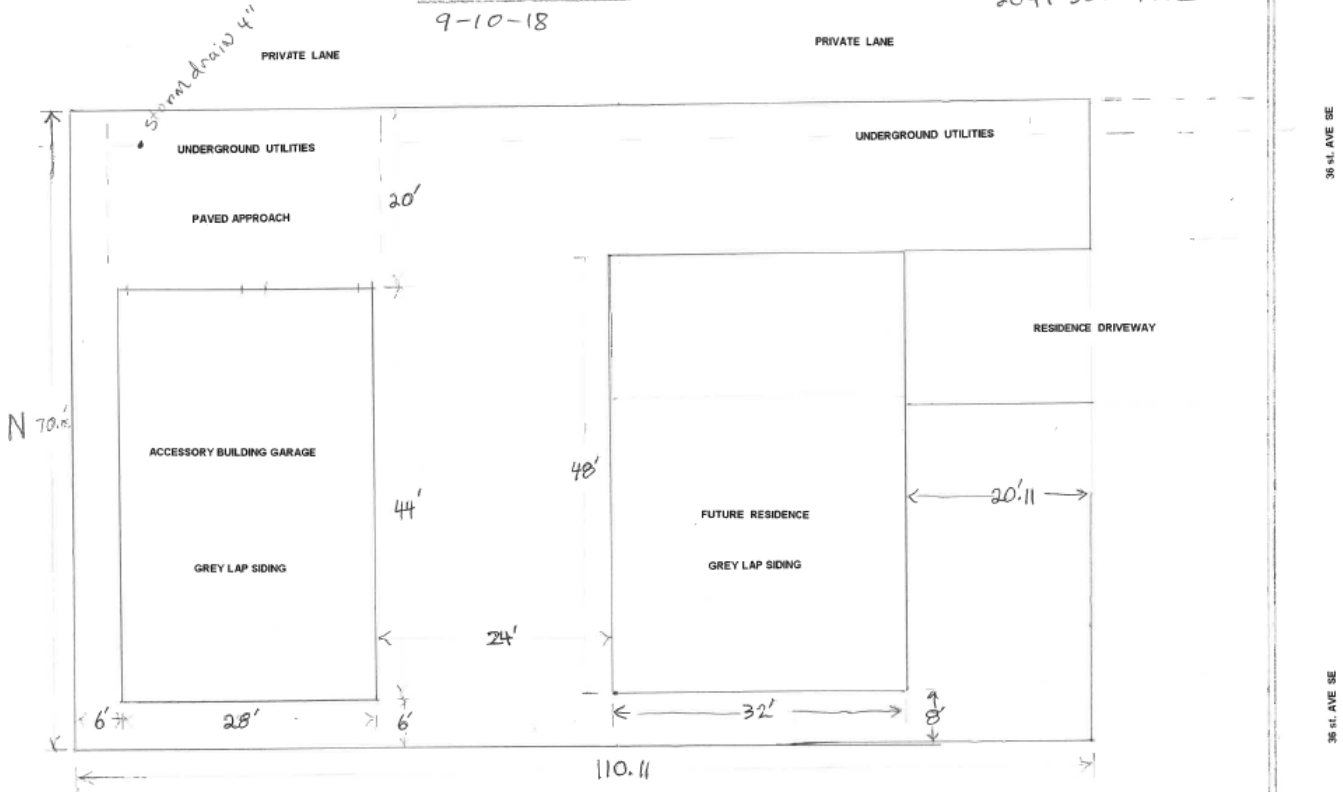 9-10-18
storm drain 4"
PRIVATE LANE
PRIVATE LANE
36 st. AVE SE
UNDERGROUND UTILITIES
UNDERGROUND UTILITIES
PAVED APPROACH
20'
RESIDENCE DRIVEWAY
N
ACCESSORY BUILDING GARAGE
48'
44'
20'.11
FUTURE RESIDENCE
GREY LAP SIDING
GREY LAP SIDING
24'
6'
28'
6'
32'
8'
36 st. AVE SE
110.11